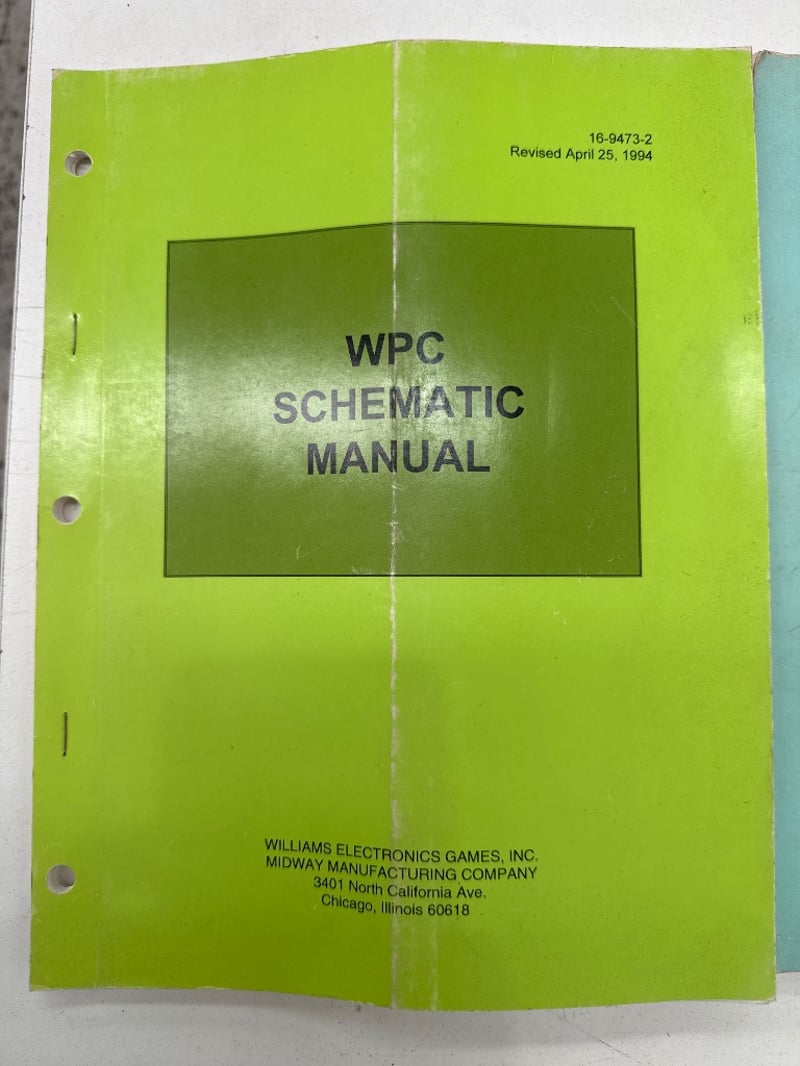 16-9473-2
Revised April 25, 1994
WPC
SCHEMATIC
MANUAL
WILLIAMS ELECTRONICS GAMES, INC.
MIDWAY MANUFACTURING COMPANY
3401 North California Ave.
Chicago, Illinois 60618